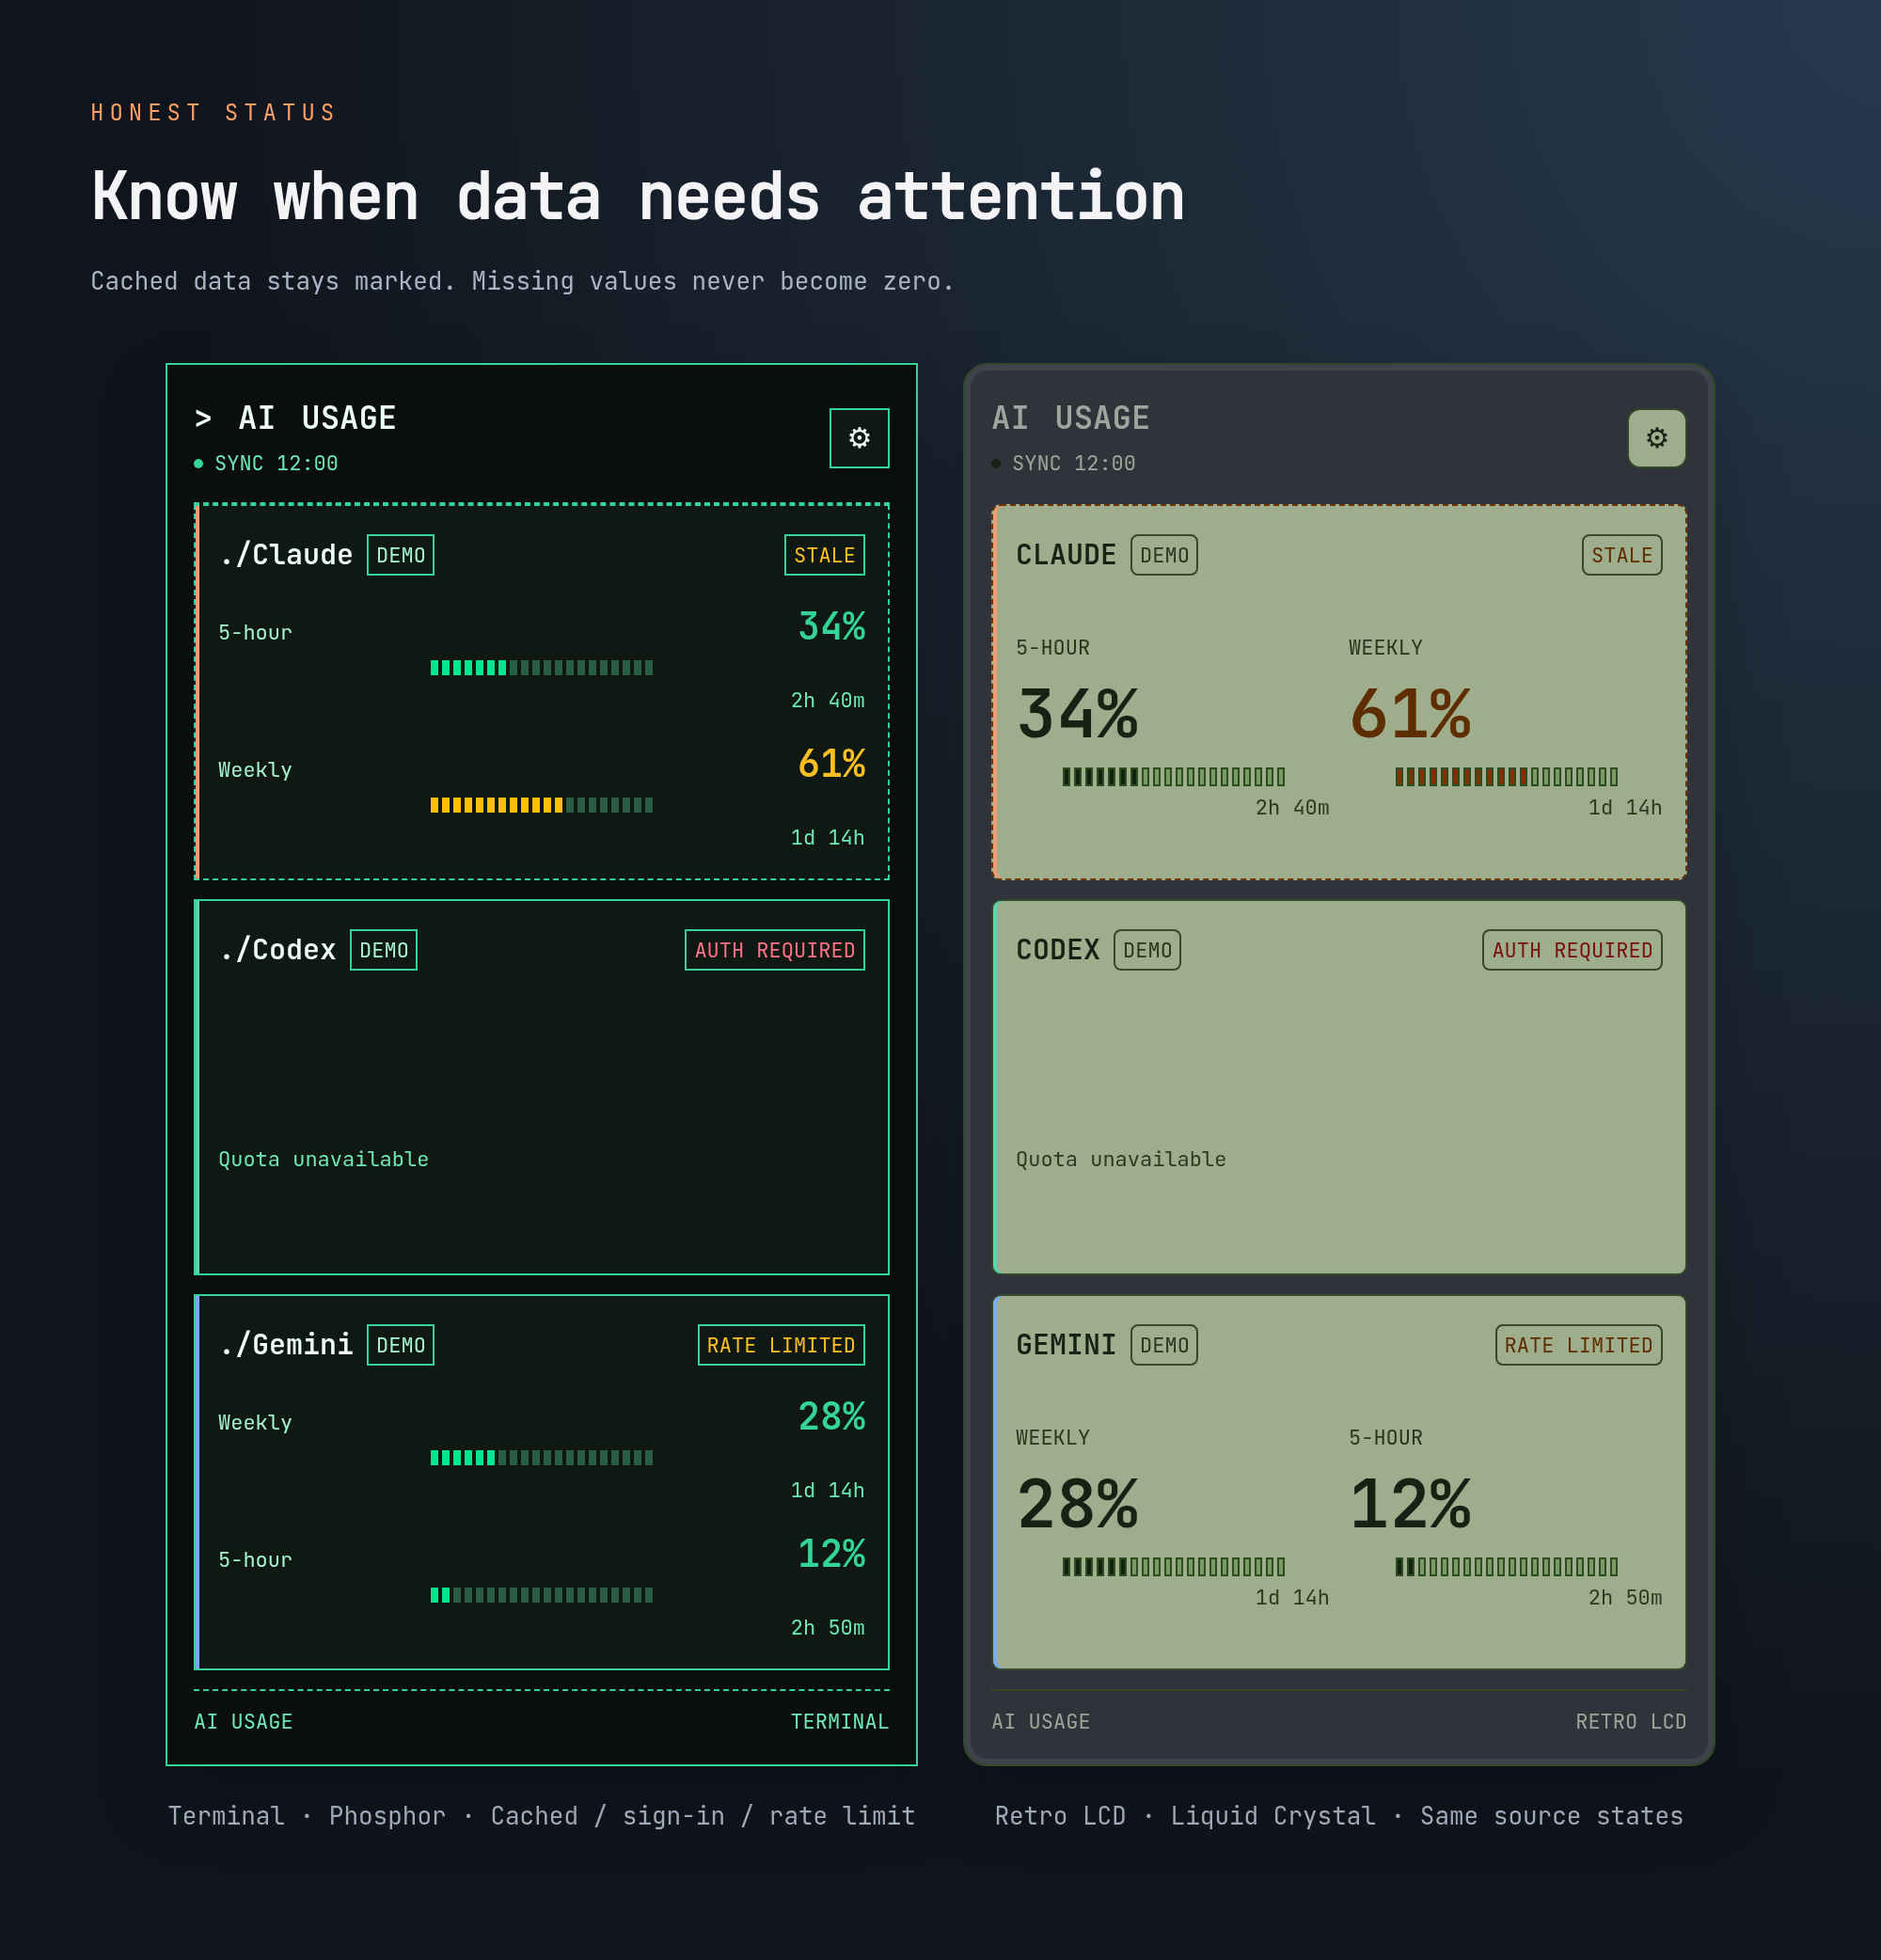 HONEST STATUS
Know when data needs attention
Cached data stays marked. Missing values never become zero.
> AI USAGE
SYNC 12:00
./Claude DEMO STALE
5-hour 34%
2h 40m
Weekly 61%
1d 14h
./Codex DEMO AUTH REQUIRED
Quota unavailable
./Gemini DEMO RATE LIMITED
Weekly 28%
1d 14h
5-hour 12%
2h 50m
AI USAGE TERMINAL
Terminal · Phosphor · Cached / sign-in / rate limit
AI USAGE
SYNC 12:00
CLAUDE DEMO STALE
5-HOUR WEEKLY
34% 61%
2h 40m 1d 14h
CODEX DEMO AUTH REQUIRED
Quota unavailable
GEMINI DEMO RATE LIMITED
WEEKLY 5-HOUR
28% 12%
1d 14h 2h 50m
AI USAGE RETRO LCD
Retro LCD · Liquid Crystal · Same source states